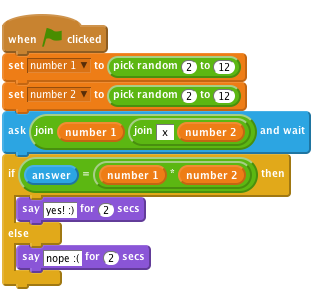 when clicked
set number 1 to pick random 2 to 12
set number 2 to pick random 2 to 12
ask join number 1 join x number 2 and wait
if answer = number 1 * number 2 then
say yes! :) for 2 secs
else
say nope :( for 2 secs